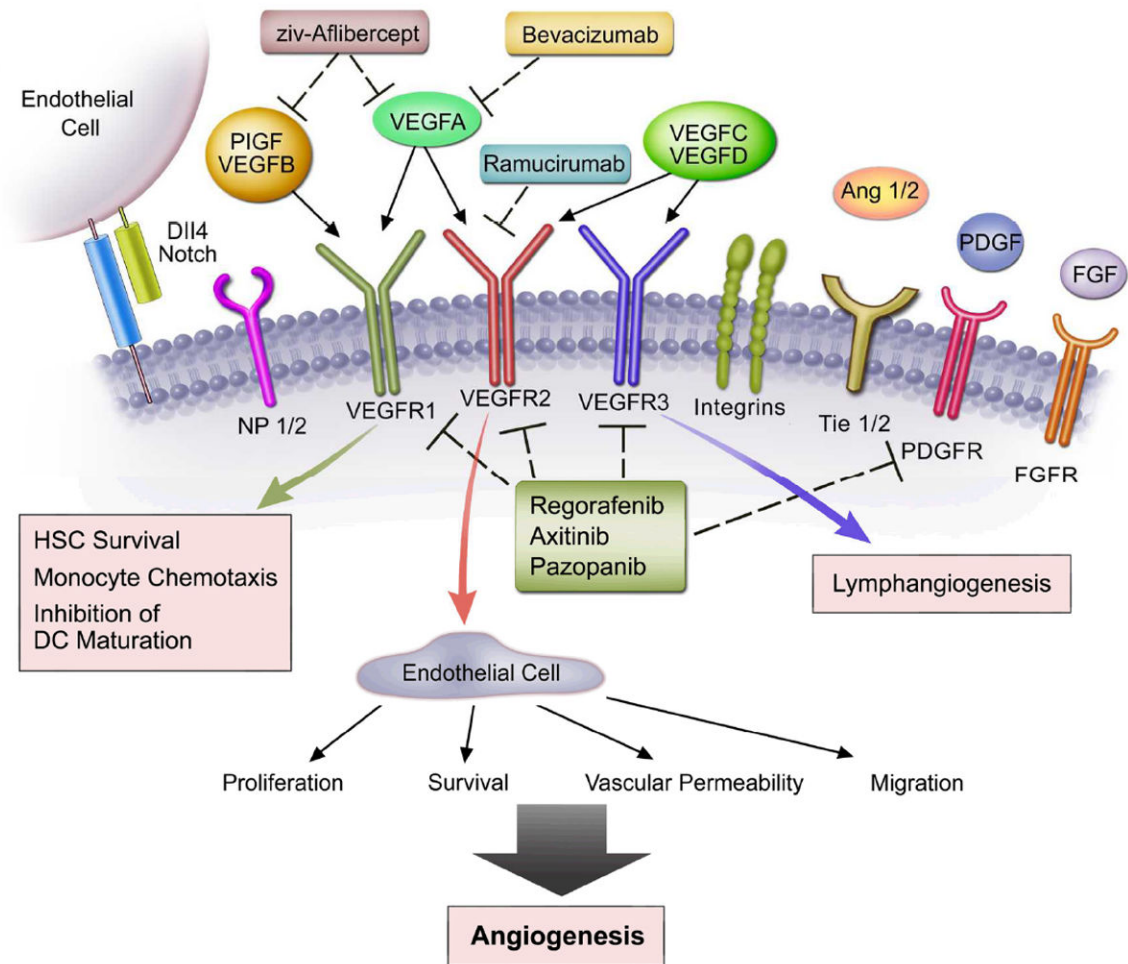 ziv-Aflibercept
Bevacizumab
Endothelial
Cell
PIGF
VEGFB
VEGFA
VEGFC
VEGFD
Ramucirumab
Ang 1/2
PDGF
FGF
Dll4
Notch
NP 1/2
VEGFR1
VEGFR2
VEGFR3
Integrins
Tie 1/2
PDGFR
FGFR
Regorafenib
Axitinib
Pazopanib
HSC Survival
Monocyte Chemotaxis
Inhibition of
DC Maturation
Lymphangiogenesis
Endothelial Cell
Proliferation
Survival
Vascular Permeability
Migration
Angiogenesis